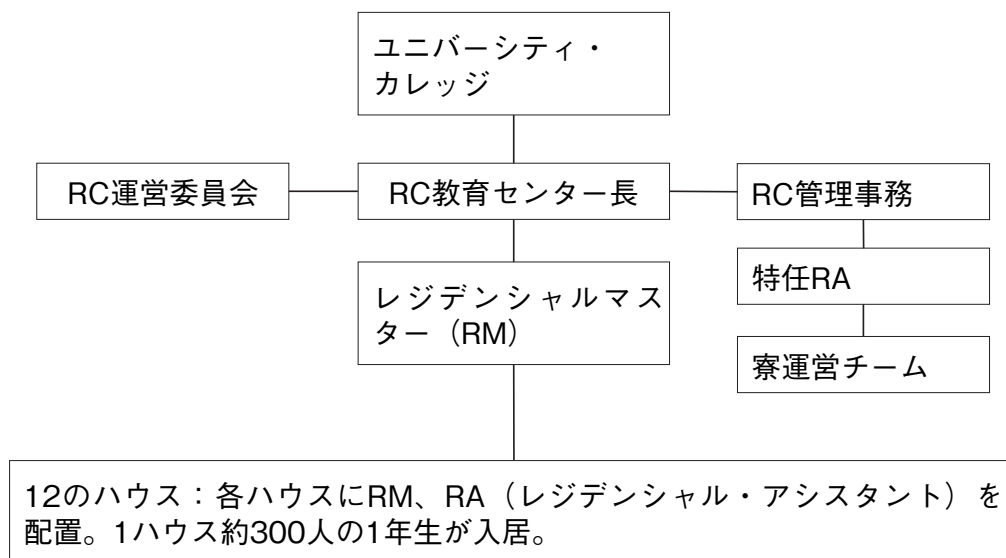 ユニバーシティ・
カレッジ
RC運営委員会
RC教育センター長
RC管理事務
レジデンシャルマス
ター（RM）
特任RA
寮運営チーム
12のハウス：各ハウスにRM、RA（レジデンシャル・アシスタント）を
配置。1ハウス約300人の1年生が入居。